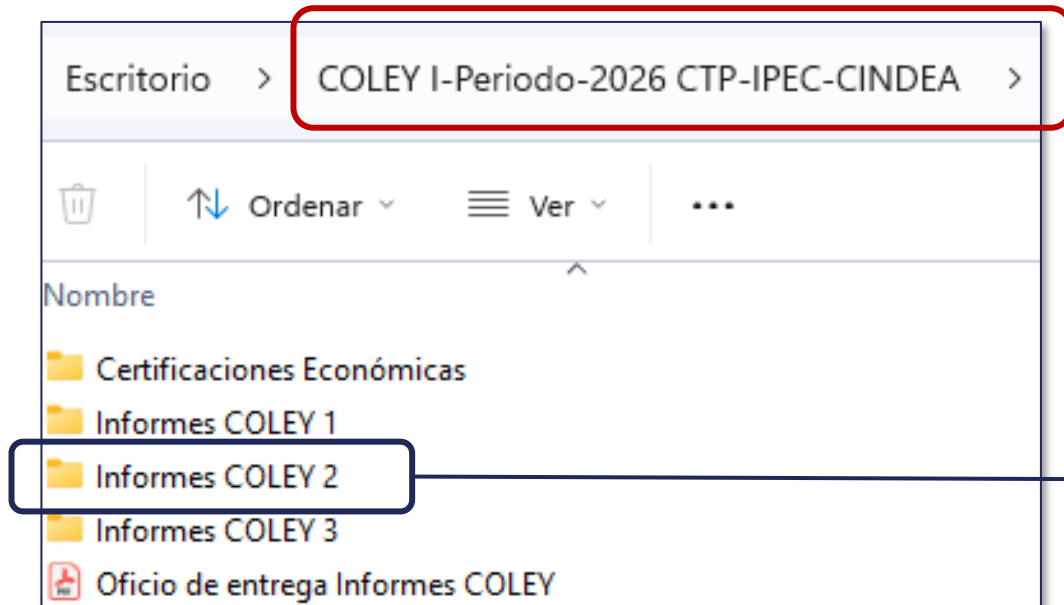 Escritorio > COLEY I-Periodo-2026 CTP-IPEC-CINDEA >
Ordenar Ver ...
Nombre
Certificaciones Económicas
Informes COLEY 1
Informes COLEY 2
Informes COLEY 3
Oficio de entrega Informes COLEY